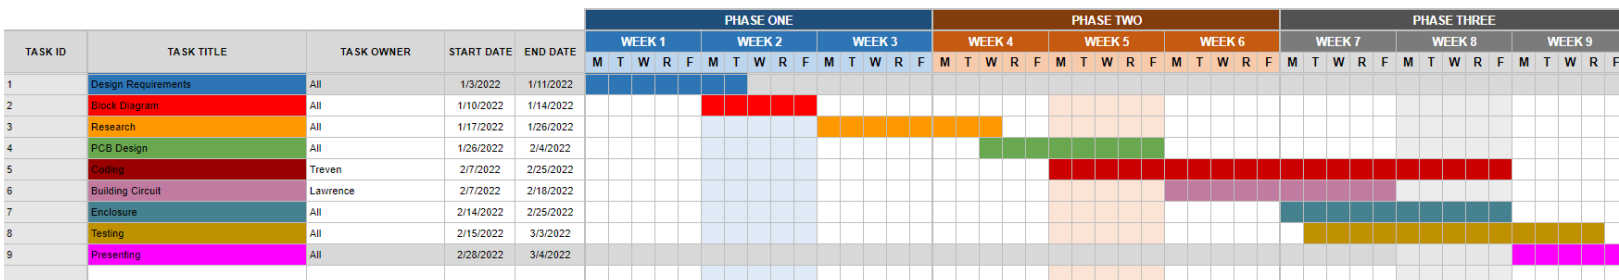 PHASE ONE PHASE TWO PHASE THREE
TASK ID TASK TITLE TASK OWNER START DATE END DATE WEEK 1 WEEK 2 WEEK 3 WEEK 4 WEEK 5 WEEK 6 WEEK 7 WEEK 8 WEEK 9
M T W R F M T W R F M T W R F M T W R F M T W R F M T W R F M T W R F M T W R F M T W R F
1 Design Requirements All 1/3/2022 1/11/2022
2 Block Diagram All 1/10/2022 1/14/2022
3 Research All 1/17/2022 1/26/2022
4 PCB Design All 1/26/2022 2/4/2022
5 Coding Treven 2/7/2022 2/25/2022
6 Building Circuit Lawrence 2/7/2022 2/18/2022
7 Enclosure All 2/14/2022 2/25/2022
8 Testing All 2/15/2022 3/3/2022
9 Presenting All 2/28/2022 3/4/2022